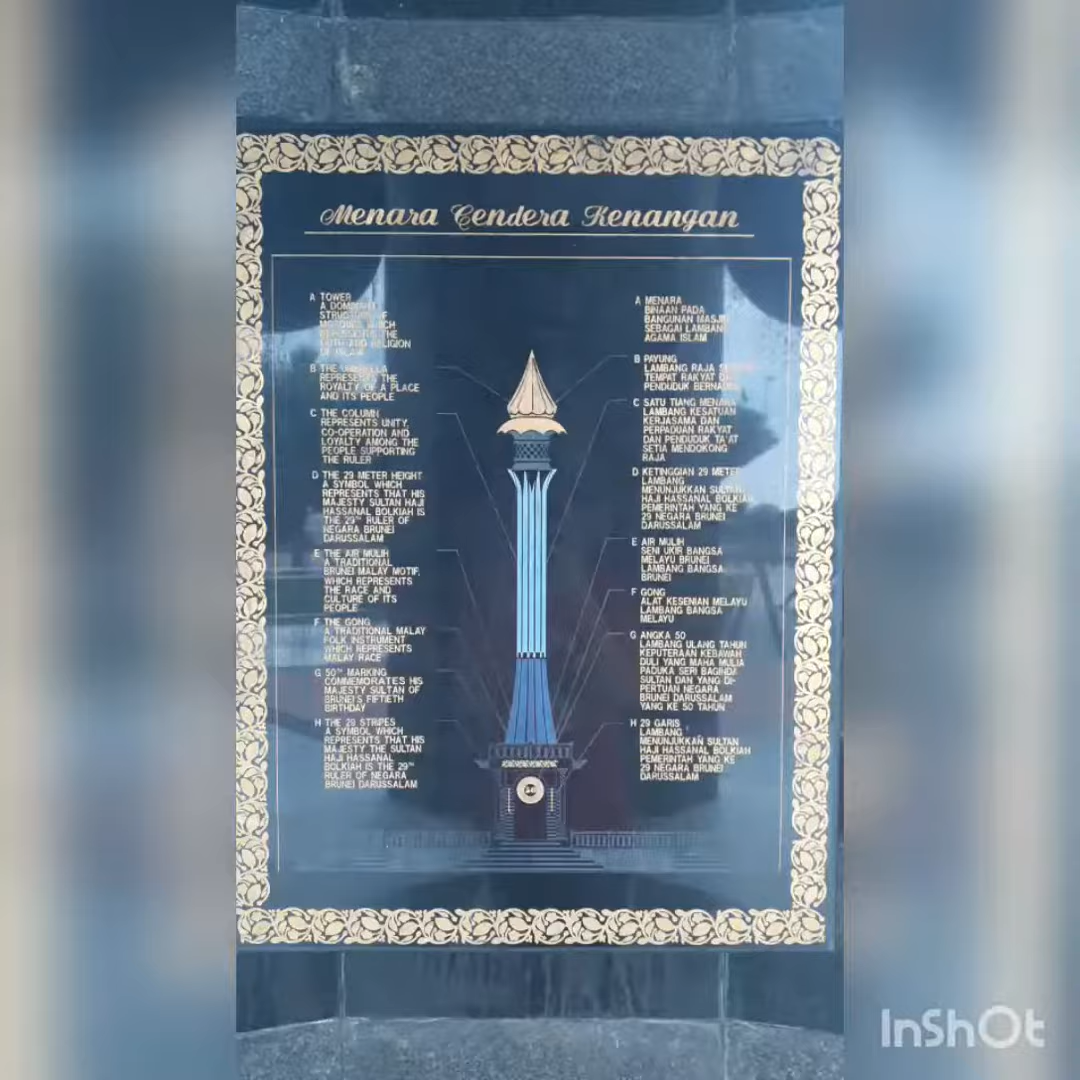 Menara Cendera Kenangan
A TOWER
A
STRUCTURE OF
MOSQUES WHICH
THE
FAITH AND RELIGION
OF ISLAM
B THE UMBRELLA
REPRESENTS THE
ROYALTY OF A PLACE
AND ITS PEOPLE
C THE COLUMN
REPRESENTS UNITY,
CO-OPERATION AND
LOYALTY AMONG THE
PEOPLE SUPPORTING
THE RULER
D THE 29 METER HEIGHT
A SYMBOL WHICH
REPRESENTS THAT HIS
MAJESTY SULTAN HAJI
HASSANAL BOLKIAH IS
THE 29TH RULER OF
NEGARA BRUNEI
DARUSSALAM
E THE AIR MULIH
A TRADITIONAL
BRUNEI MALAY MOTIF,
WHICH REPRESENTS
THE RACE AND
CULTURE OF ITS
PEOPLE
F THE GONG
A TRADITIONAL MALAY
FOLK INSTRUMENT
WHICH REPRESENTS
MALAY RACE
G 50TH MARKING
COMMEMORATES HIS
MAJESTY SULTAN OF
BRUNEI'S FIFTIETH
BIRTHDAY
H THE 29 STRIPES
A SYMBOL WHICH
REPRESENTS THAT HIS
MAJESTY THE SULTAN
HAJI HASSANAL
BOLKIAH IS THE 29TH
RULER OF NEGARA
BRUNEI DARUSSALAM
A MENARA
BINAAN PADA
BANGUNAN MASJID
SEBAGAI LAMBANG
AGAMA ISLAM
B PAYUNG
LAMBANG RAJA
TEMPAT RAKYAT DAN
PENDUDUK BERNAUNG
C SATU TIANG MENARA
LAMBANG KESATUAN
KERJASAMA DAN
PERPADUAN RAKYAT
DAN PENDUDUK TA'AT
SETIA MENDOKONG
RAJA
D KETINGGIAN 29 METER
LAMBANG
MENUNJUKKAN SULTAN
HAJI HASSANAL BOLKIAH
PEMERINTAH YANG KE
29 NEGARA BRUNEI
DARUSSALAM
E AIR MULIH
SENI UKIR BANGSA
MELAYU BRUNEI
LAMBANG BANGSA
BRUNEI
F GONG
ALAT KESENIAN MELAYU
LAMBANG BANGSA
MELAYU
G ANGKA 50
LAMBANG ULANG TAHUN
KEPUTERAAN KEBAWAH
DULI YANG MAHA MULIA
PADUKA SERI BAGINDA
SULTAN DAN YANG DI-
PERTUAN NEGARA
BRUNEI DARUSSALAM
YANG KE 50 TAHUN
H 29 GARIS
LAMBANG
MENUNJUKKAN SULTAN
HAJI HASSANAL BOLKIAH
PEMERINTAH YANG KE
29 NEGARA BRUNEI
DARUSSALAM
InShOt